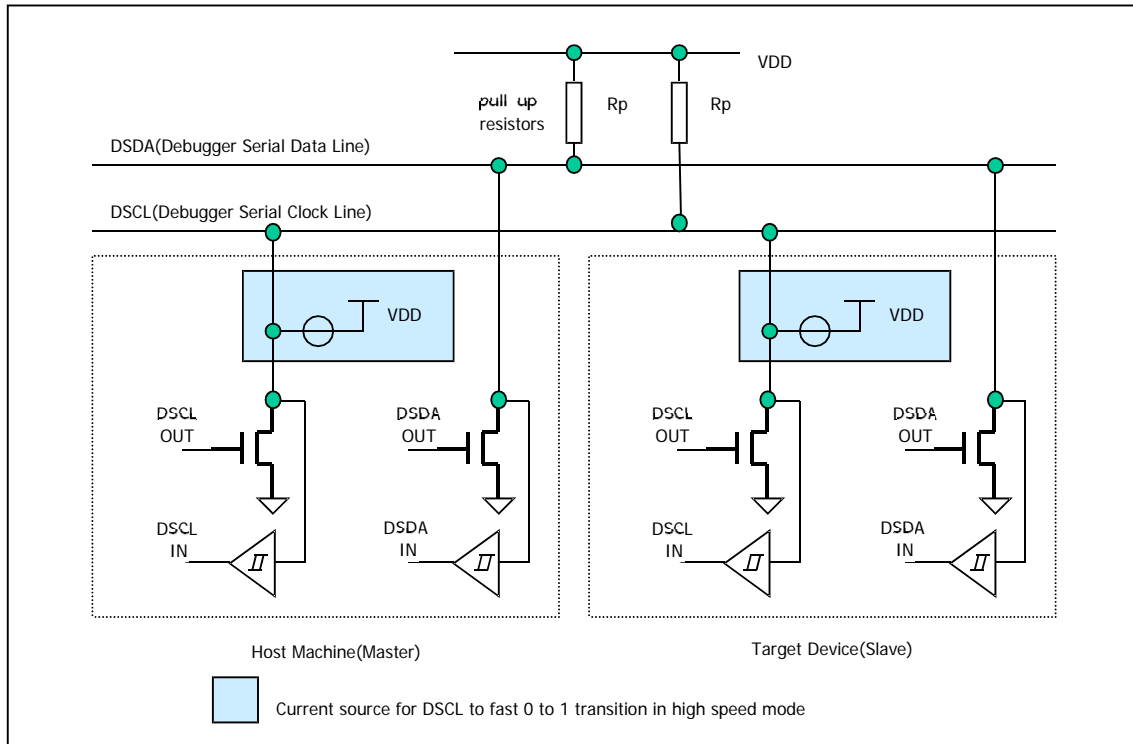 VDD
pull up
resistors
Rp
Rp
DSDA(Debugger Serial Data Line)
DSCL(Debugger Serial Clock Line)
VDD
VDD
DSCL
OUT
DSDA
OUT
DSCL
OUT
DSDA
OUT
DSCL
IN
DSDA
IN
DSCL
IN
DSDA
IN
Host Machine(Master)
Target Device(Slave)
Current source for DSCL to fast 0 to 1 transition in high speed mode